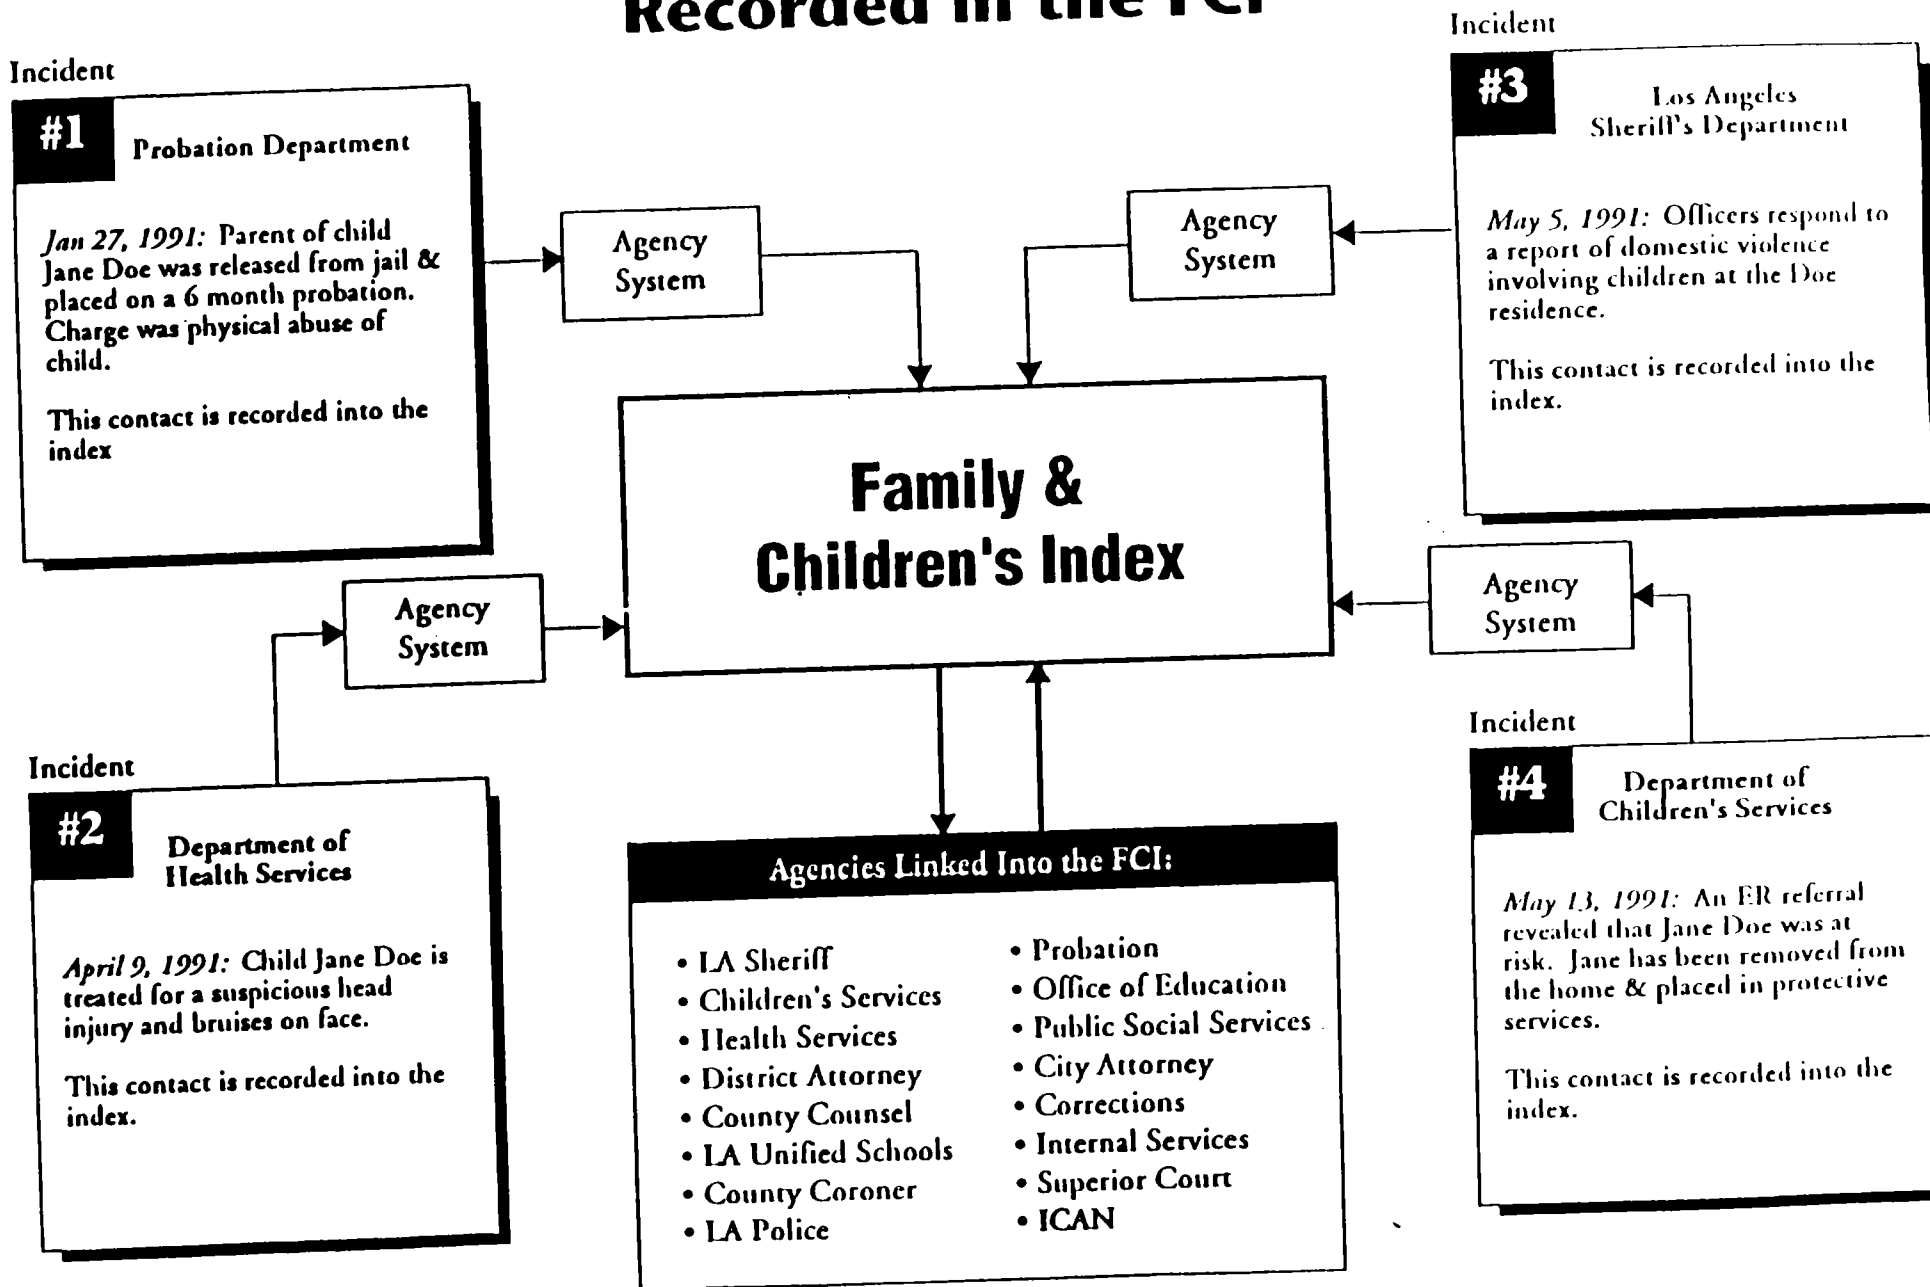 Recorded in the FCI
Incident
#1
Probation Department
Jan 27, 1991: Parent of child
Jane Doe was released from jail &
placed on a 6 month probation.
Charge was physical abuse of
child.
This contact is recorded into the
index
Agency
System
Incident
#3
Los Angeles
Sheriff's Department
May 5, 1991: Officers respond to
a report of domestic violence
involving children at the Doe
residence.
This contact is recorded into the
index.
Agency
System
Family &
Children's Index
Agency
System
Agency
System
Incident
#2
Department of
Health Services
April 9, 1991: Child Jane Doe is
treated for a suspicious head
injury and bruises on face.
This contact is recorded into the
index.
Agencies Linked Into the FCI:
• LA Sheriff
• Children's Services
• Health Services
• District Attorney
• County Counsel
• LA Unified Schools
• County Coroner
• LA Police
• Probation
• Office of Education
• Public Social Services
• City Attorney
• Corrections
• Internal Services
• Superior Court
• ICAN
Incident
#4
Department of
Children's Services
May 13, 1991: An ER referral
revealed that Jane Doe was at
risk. Jane has been removed from
the home & placed in protective
services.
This contact is recorded into the
index.